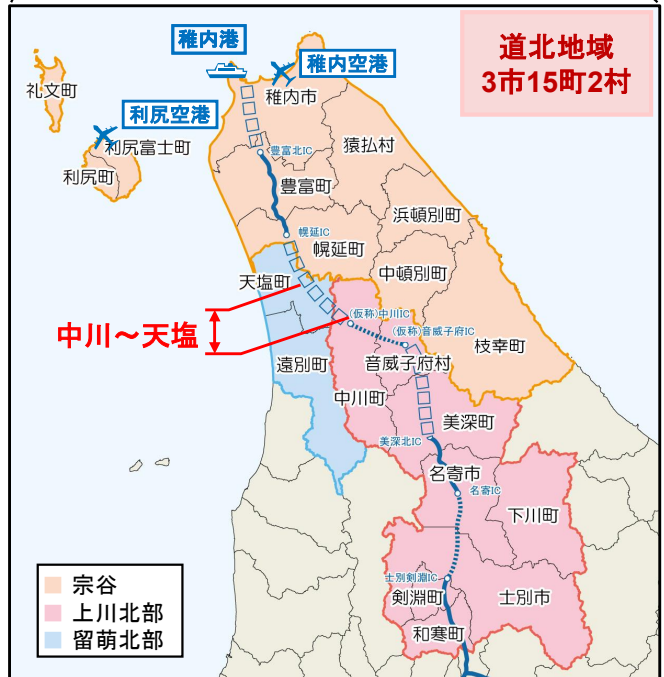 道北地域
3市15町2村
稚内港
稚内空港
礼文町
稚内市
利尻空港
利尻富士町
利尻町
豊富北IC
猿払村
豊富町
浜頓別町
幌延IC
幌延町
中頓別町
天塩町
(仮称)中川IC
(仮称)音威子府IC
中川～天塩
枝幸町
遠別町
音威子府村
中川町
美深町
美深北IC
名寄市
名寄IC
下川町
士別剣淵IC
剣淵町
士別市
和寒町
宗谷
上川北部
留萌北部